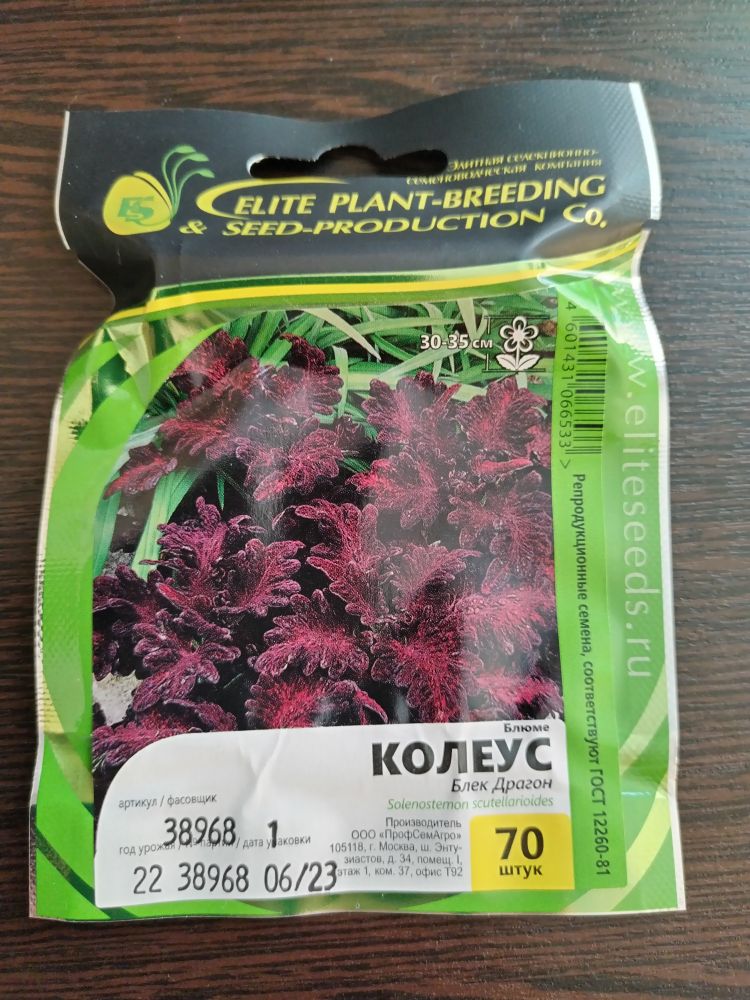 ЭЛИТНАЯ СЕЛЕКЦИОННО-
СЕМЕНОВОДЧЕСКАЯ КОМПАНИЯ
ESC
ELITE PLANT-BREEDING
& SEED-PRODUCTION Co.
30-35 см
4 601431 066533 >
www.eliteseeds.ru
Репродукционные семена, соответствуют ГОСТ 12260-81
Блюме
КОЛЕУС
Блек Драгон
Solenostemon scutellarioides
артикул / фасовщик
38968 1
год урожая / № партии / дата упаковки
22 38968 06/23
Производитель
ООО «ПрофСемАгро»
105118, г. Москва, ш. Энту-
зиастов, д. 34, помещ. I,
этаж 1, ком. 37, офис Т92
70
штук